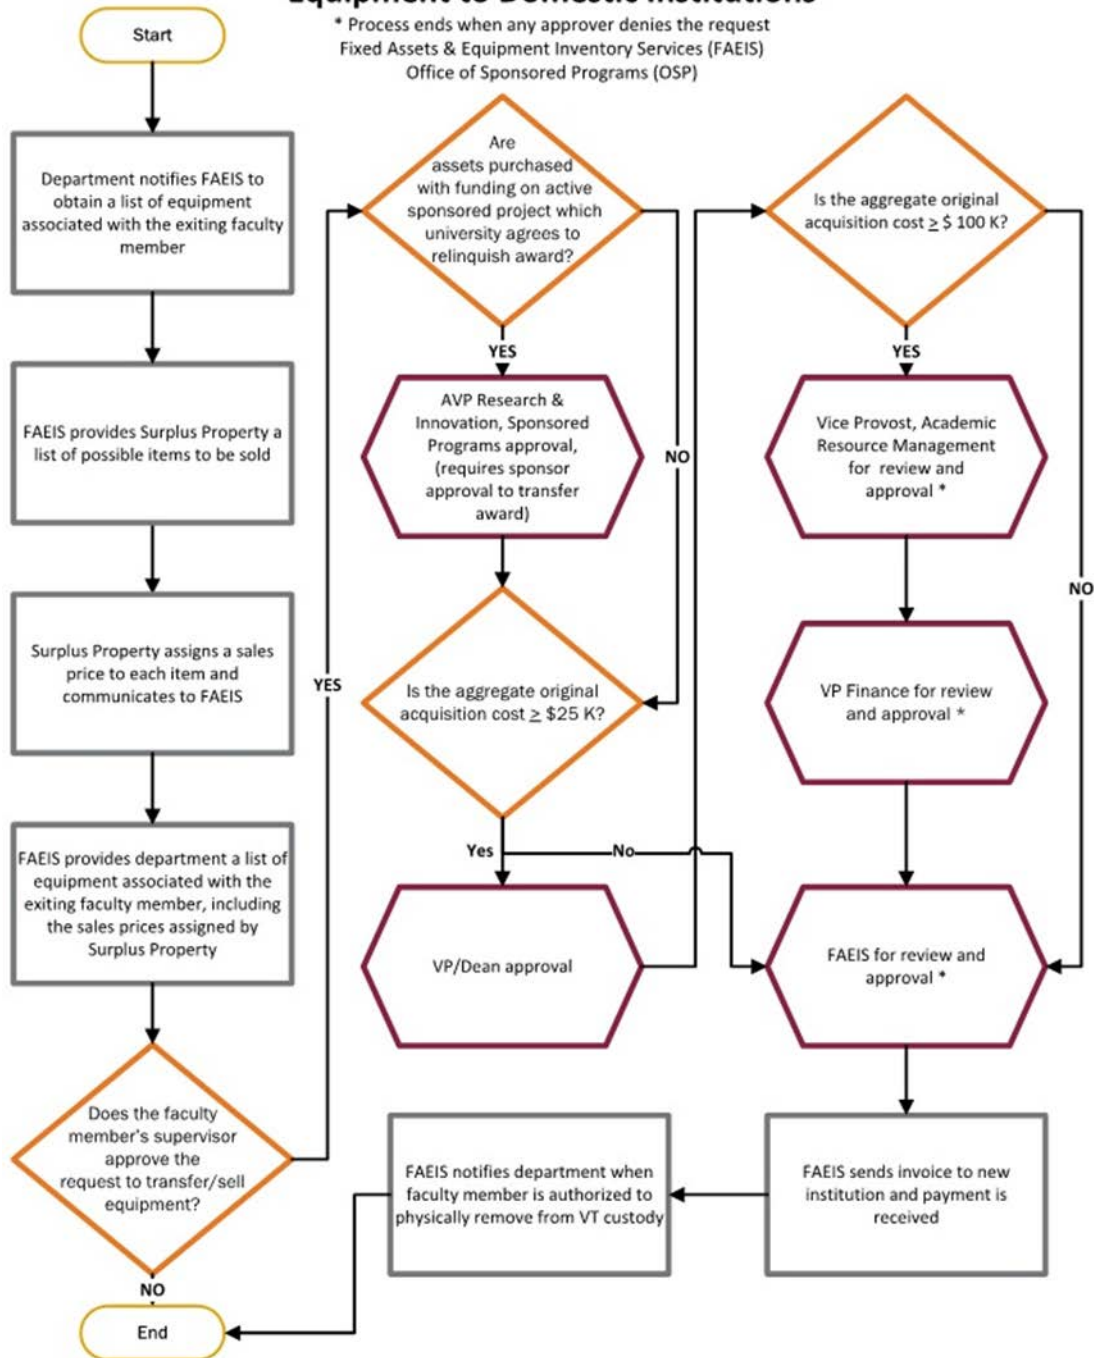 Equipment to Domestic Institutions
* Process ends when any approver denies the request
Fixed Assets & Equipment Inventory Services (FAEIS)
Office of Sponsored Programs (OSP)
Start
Department notifies FAEIS to
obtain a list of equipment
associated with the exiting faculty
member
FAEIS provides Surplus Property a
list of possible items to be sold
Surplus Property assigns a sales
price to each item and
communicates to FAEIS
FAEIS provides department a list of
equipment associated with the
exiting faculty member, including
the sales prices assigned by
Surplus Property
Does the faculty
member's supervisor
approve the
request to transfer/sell
equipment?
NO
End
YES
Are
assets purchased
with funding on active
sponsored project which
university agrees to
relinquish award?
YES
NO
AVP Research &
Innovation, Sponsored
Programs approval,
(requires sponsor
approval to transfer
award)
Is the aggregate original
acquisition cost ≥ $25 K?
Yes
No
VP/Dean approval
Is the aggregate original
acquisition cost ≥ $ 100 K?
YES
NO
Vice Provost, Academic
Resource Management
for review and
approval *
VP Finance for review
and approval *
FAEIS for review and
approval *
FAEIS sends invoice to new
institution and payment is
received
FAEIS notifies department when
faculty member is authorized to
physically remove from VT custody